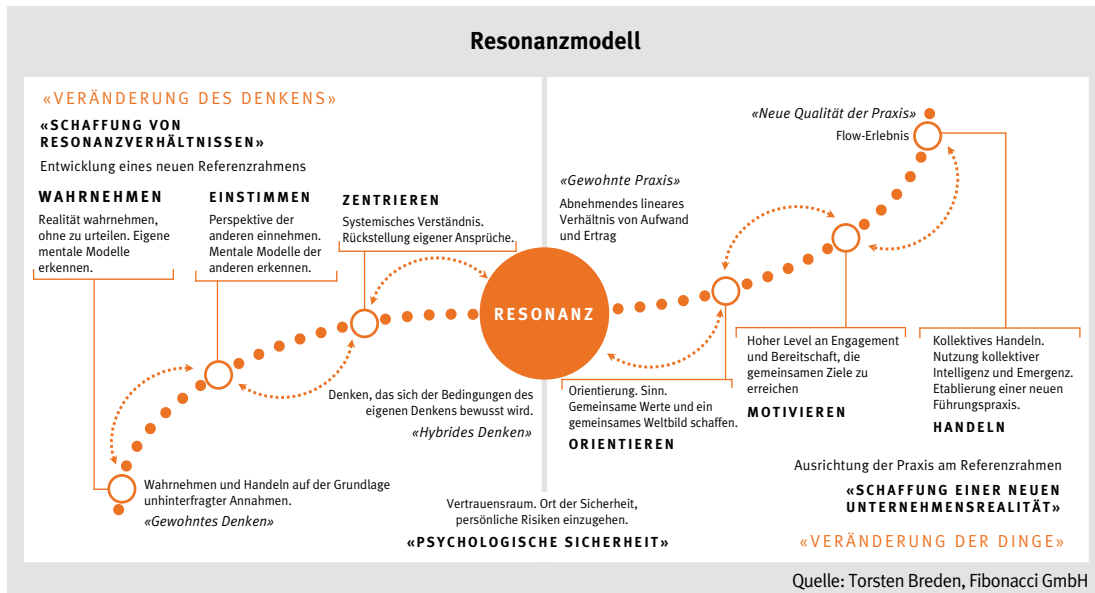 Resonanzmodell
«VERÄNDERUNG DES DENKENS»
«SCHAFFUNG VON
RESONANZVERHÄLTNISSEN»
Entwicklung eines neuen Referenzrahmens
WAHRNEHMEN
Realität wahrnehmen,
ohne zu urteilen. Eigene
mentale Modelle
erkennen.
EINSTIMMEN
Perspektive der
anderen einnehmen.
Mentale Modelle der
anderen erkennen.
ZENTRIEREN
Systemisches Verständnis.
Rückstellung eigener Ansprüche.
Denken, das sich der Bedingungen des
eigenen Denkens bewusst wird.
«Hybrides Denken»
Wahrnehmen und Handeln auf der Grundlage
unhinterfragter Annahmen.
«Gewohntes Denken»
RESONANZ
Vertrauensraum. Ort der Sicherheit,
persönliche Risiken einzugehen.
«PSYCHOLOGISCHE SICHERHEIT»
«Neue Qualität der Praxis»
Flow-Erlebnis
«Gewohnte Praxis»
Abnehmendes lineares
Verhältnis von Aufwand
und Ertrag
Orientierung. Sinn.
Gemeinsame Werte und ein
gemeinsames Weltbild schaffen.
ORIENTIEREN
Hoher Level an Engagement
und Bereitschaft, die
gemeinsamen Ziele zu
erreichen
MOTIVIEREN
Kollektives Handeln.
Nutzung kollektiver
Intelligenz und Emergenz.
Etablierung einer neuen
Führungspraxis.
HANDELN
Ausrichtung der Praxis am Referenzrahmen
«SCHAFFUNG EINER NEUEN
UNTERNEHMENSREALITÄT»
«VERÄNDERUNG DER DINGE»
Quelle: Torsten Breden, Fibonacci GmbH